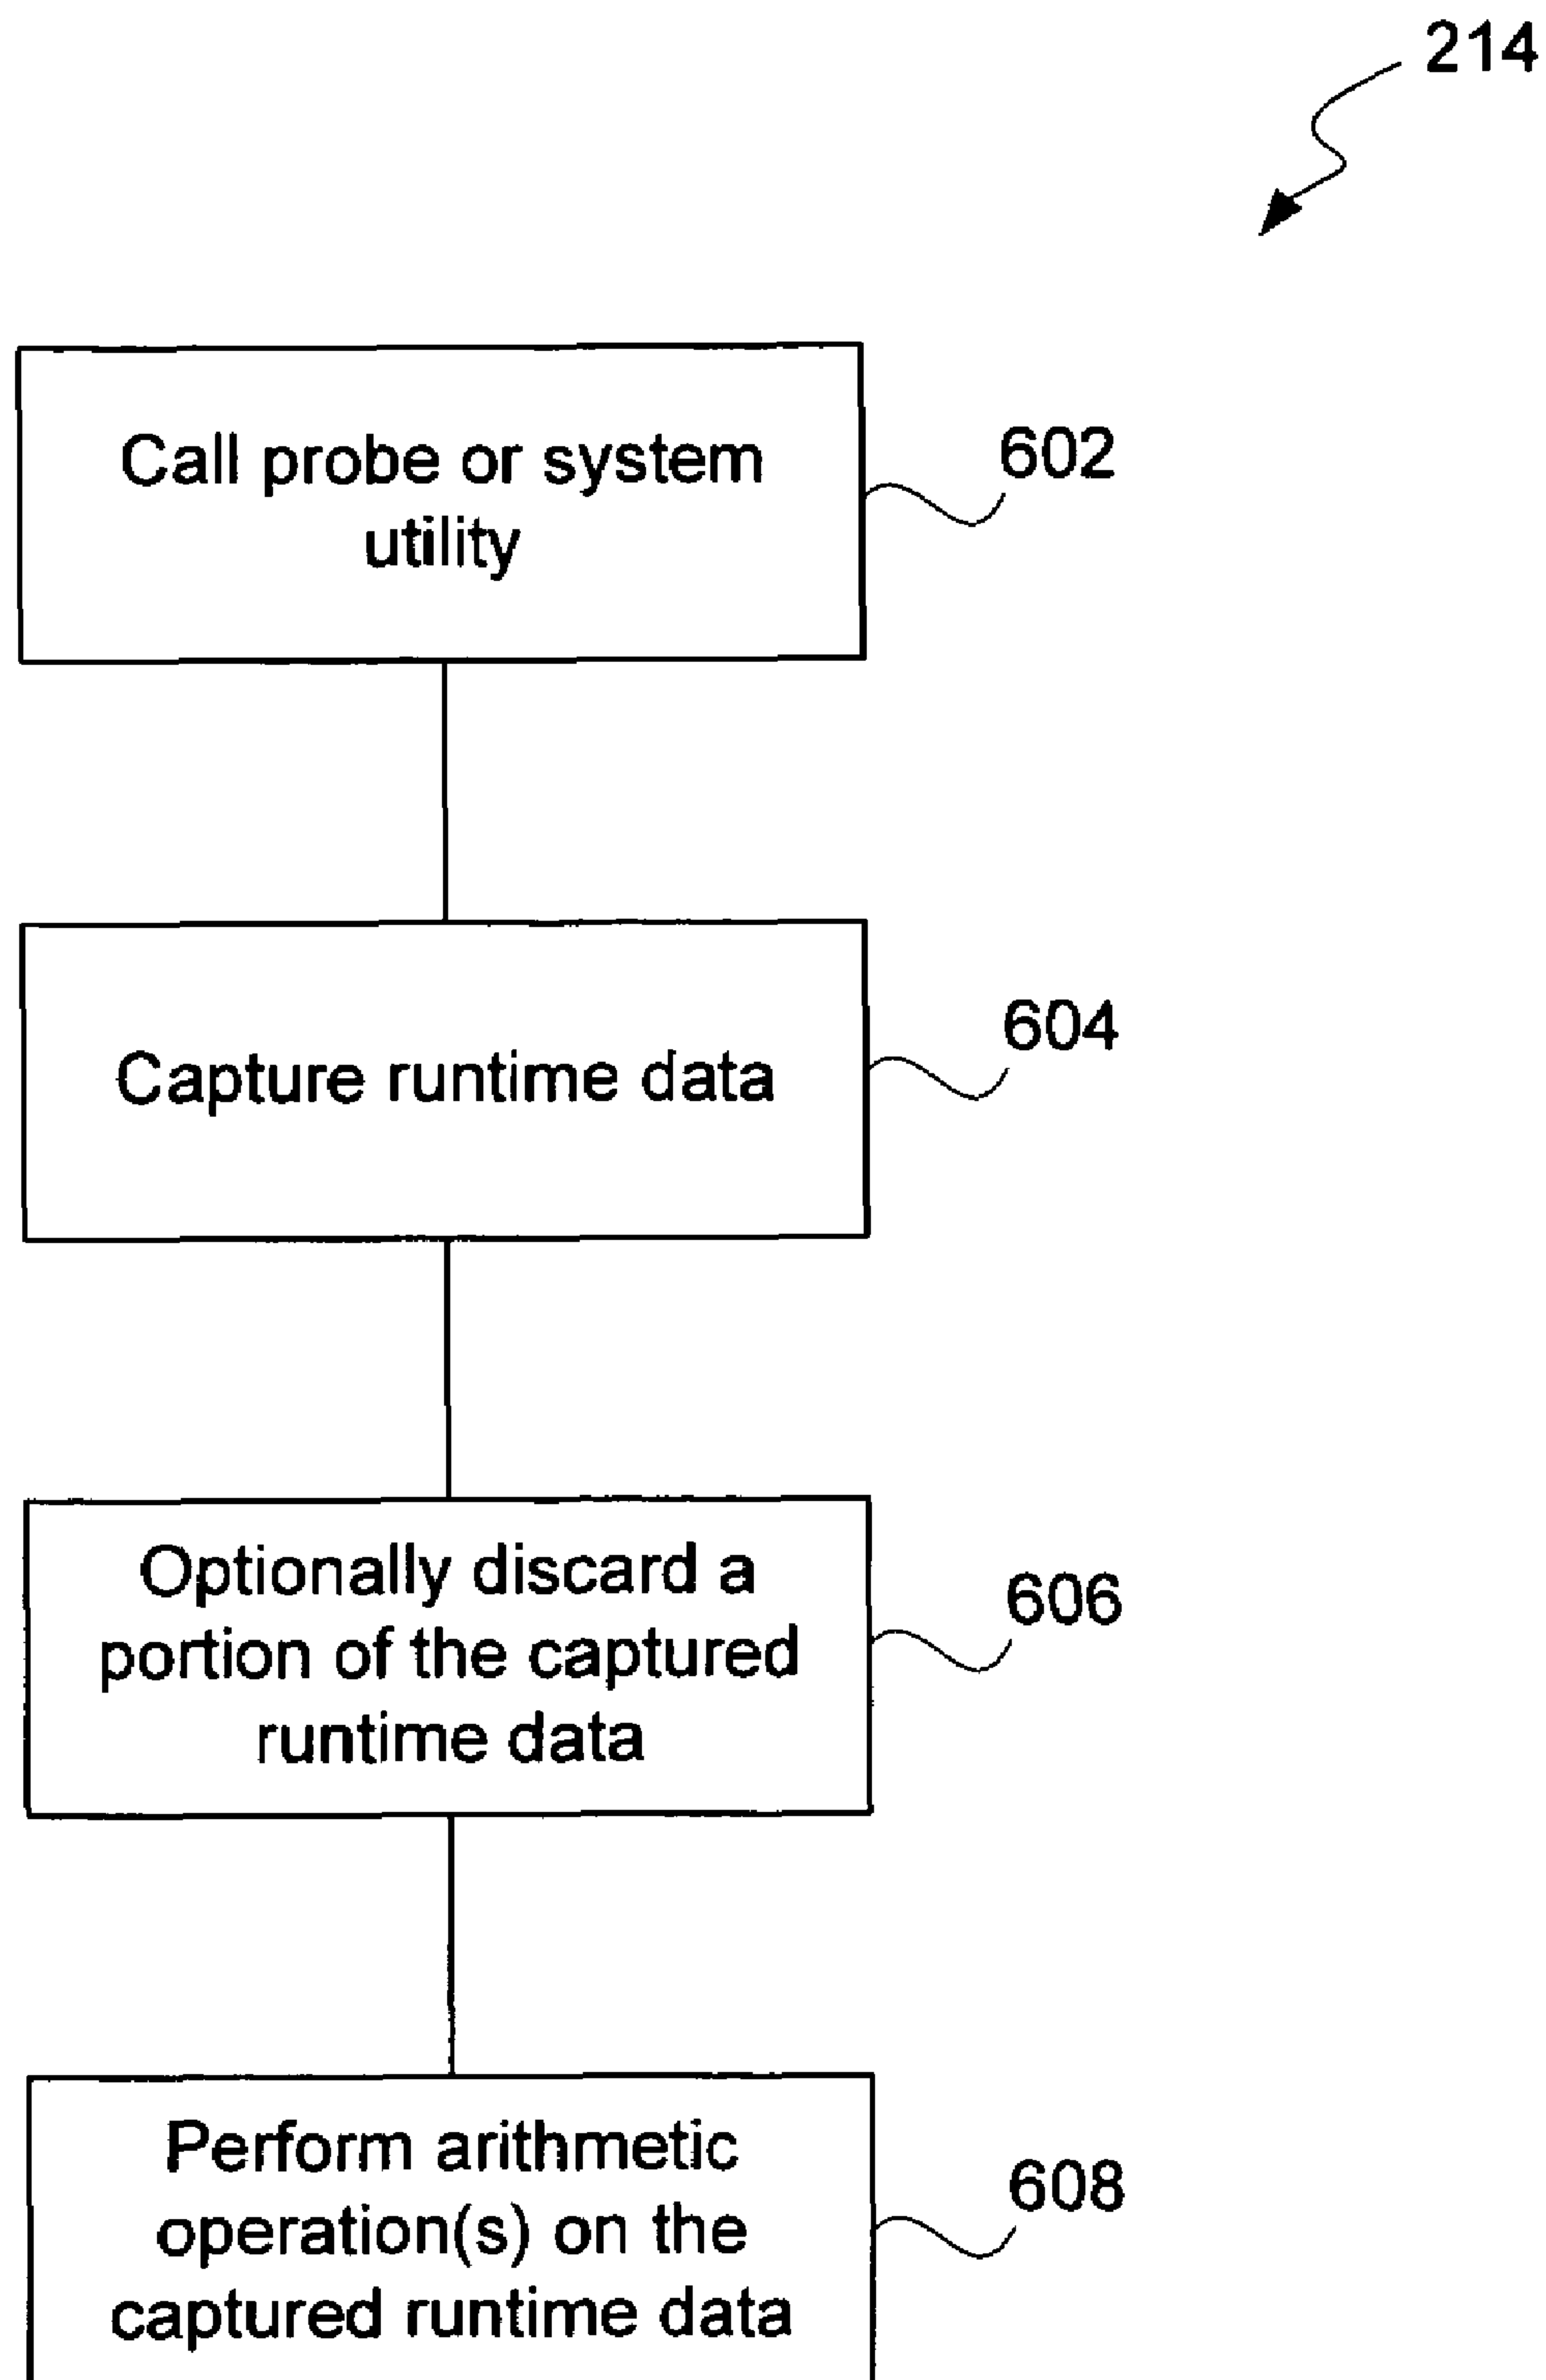 214
Call probe or system
utility
602
Capture runtime data
604
Optionally discard a
portion of the captured
runtime data
606
Perform arithmetic
operation(s) on the
captured runtime data
608